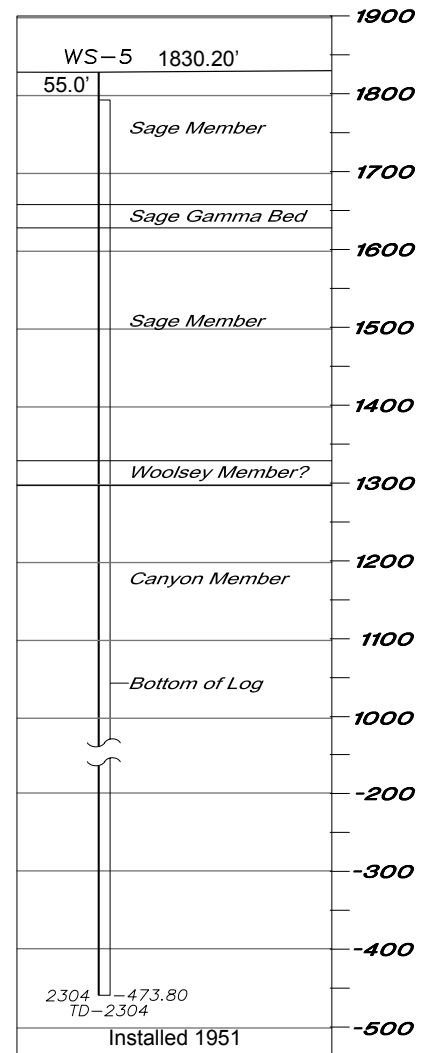 1900
WS-5 1830.20'
55.0'
1800
Sage Member
1700
Sage Gamma Bed
1600
Sage Member
1500
1400
Woolsey Member?
1300
1200
Canyon Member
1100
Bottom of Log
1000
-200
-300
-400
2304 -473.80
TD-2304
-500
Installed 1951